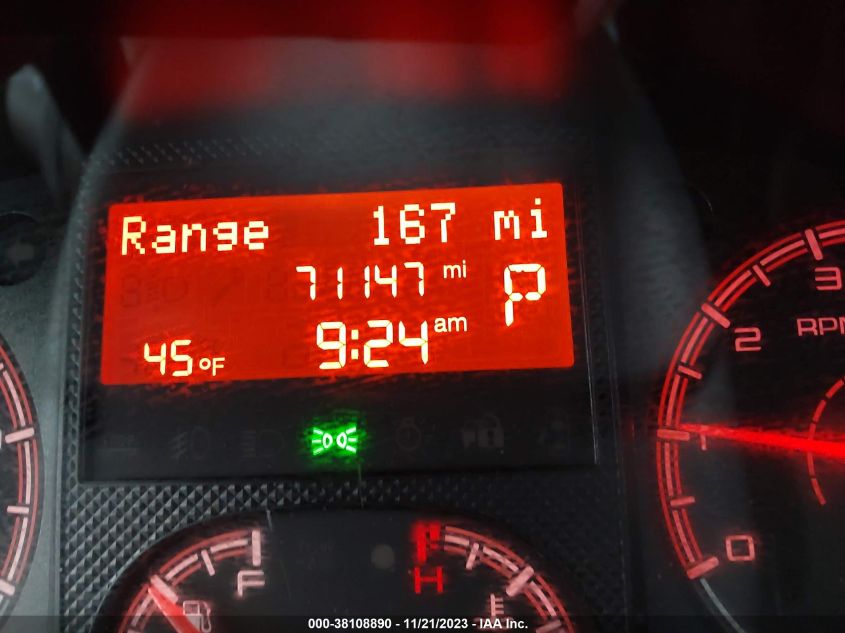 Range 167 mi
71147 mi
P
9:24 am
45°F
3
2
RPM
1
0
F
H
000-38108890 - 11/21/2023 - IAA Inc.